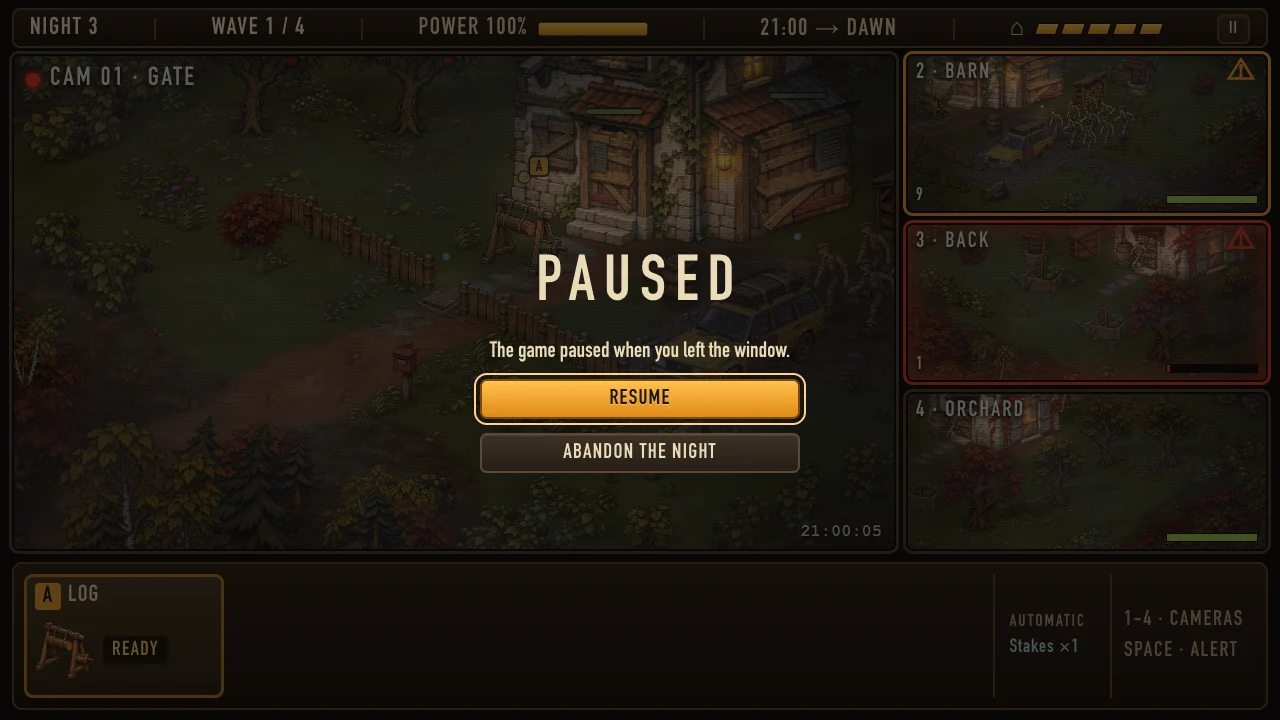 NIGHT 3
WAVE 1 / 4
POWER 100%
21:00 → DAWN
CAM 01 · GATE
A
2 · BARN
9
3 · BACK
1
4 · ORCHARD
PAUSED
The game paused when you left the window.
RESUME
ABANDON THE NIGHT
21:00:05
A LOG
READY
AUTOMATIC
Stakes ×1
1-4 · CAMERAS
SPACE · ALERT